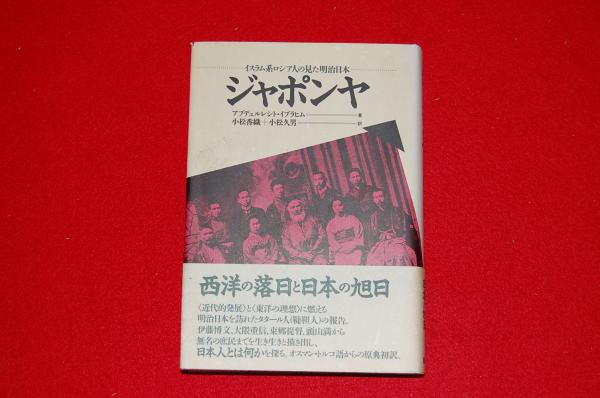 イスラム系ロシア人の見た明治日本
ジャポンヤ
アブデュルレシト・イブラヒム 著
小松香織+小松久男 訳
西洋の落日と日本の旭日
〈近代的発展〉と〈東洋の理想〉に燃える
明治日本を訪れたタタール人(韃靼人)の報告。
伊藤博文、大隈重信、東郷提督、頭山満から
無名の庶民までを生き生きと描き出し、
日本人とは何かを探る。オスマン・トルコ語からの原典初訳。